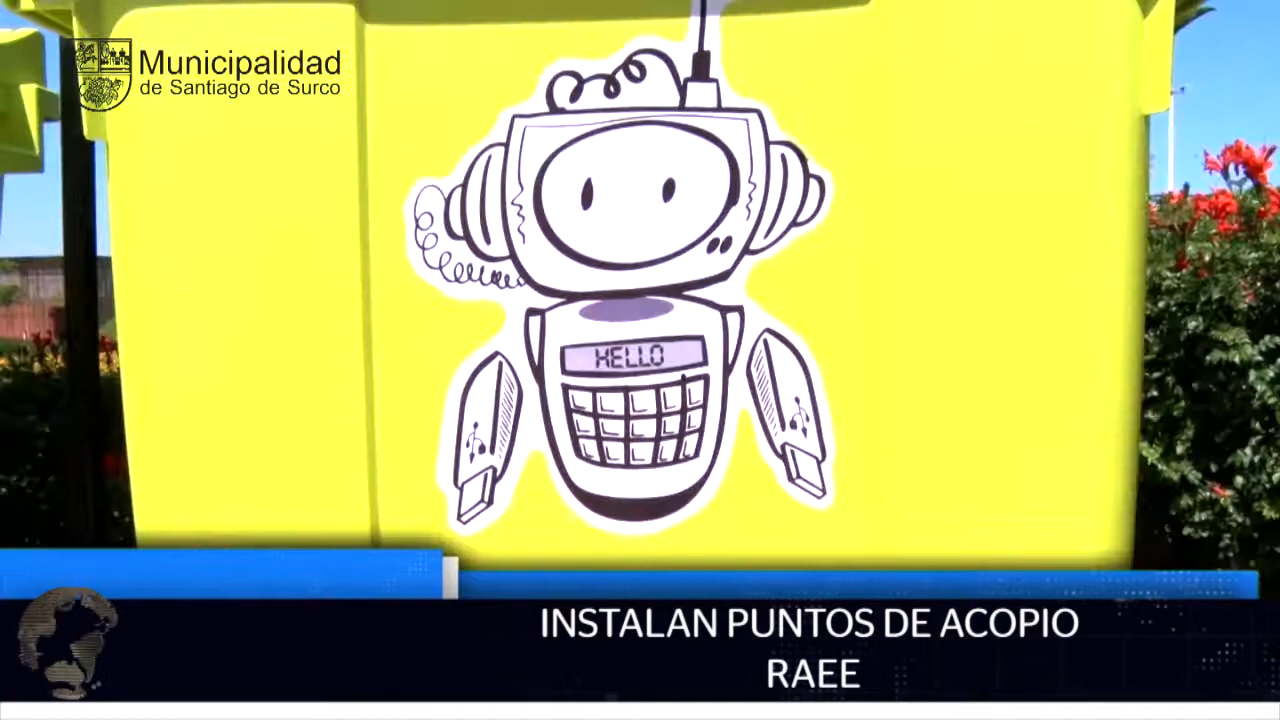 Municipalidad
de Santiago de Surco
HELLO
INSTALAN PUNTOS DE ACOPIO
RAEE